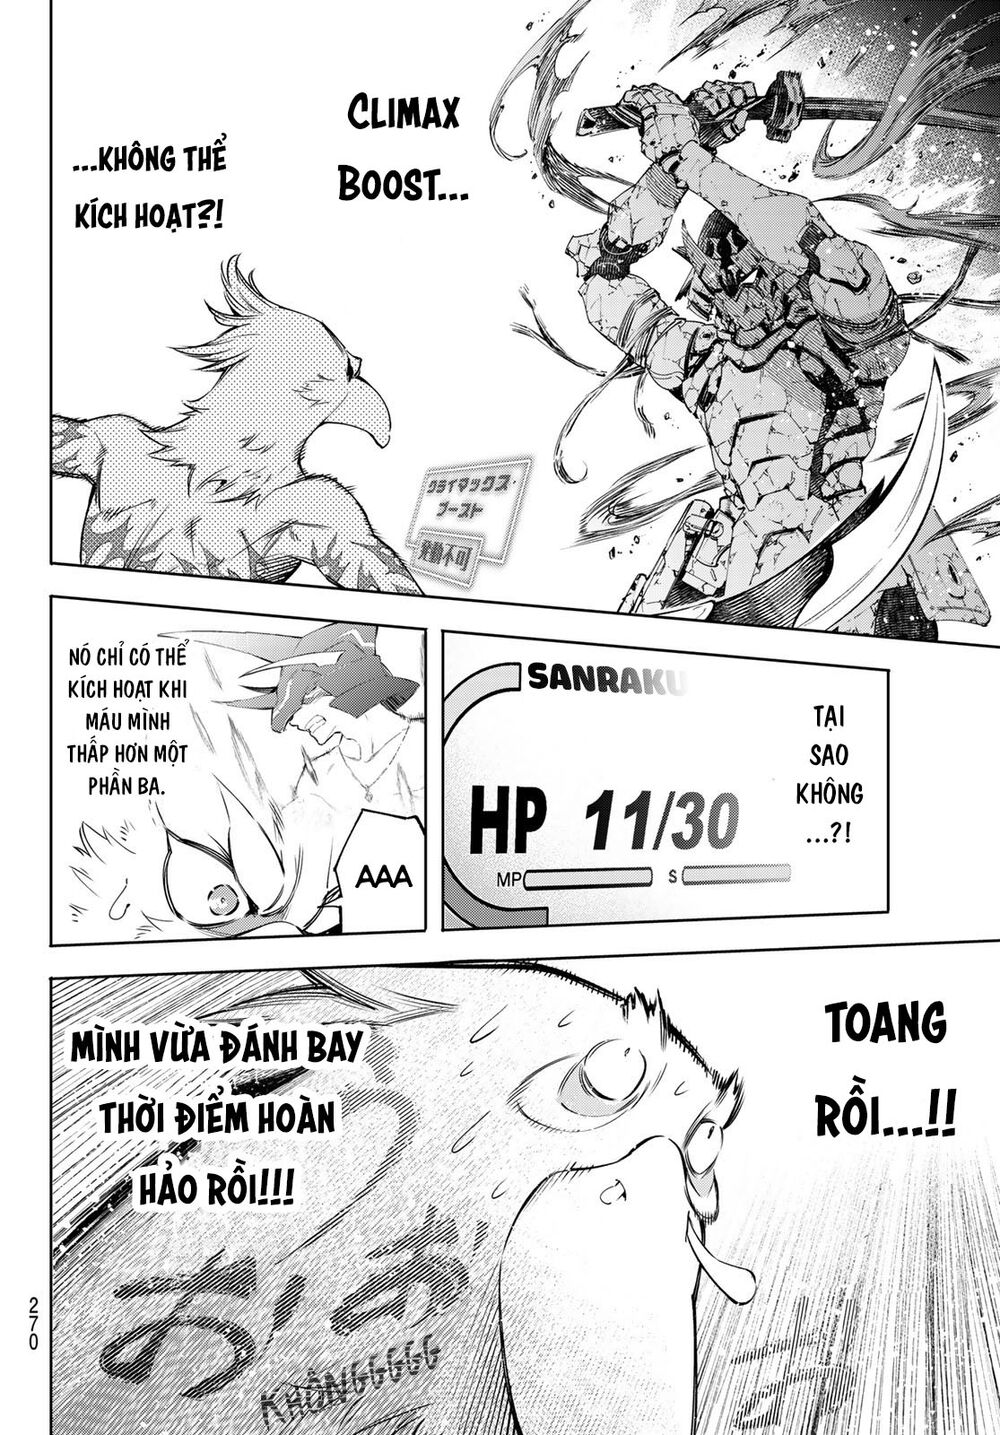 CLIMAX
BOOST...
...KHÔNG THỂ
KÍCH HOẠT?!
クライマックス・
ブースト
発動不可
SANRAKU
HP 11/30
MP
S
TẠI
SAO
KHÔNG
...?!
NÓ CHỈ CÓ THỂ
KÍCH HOẠT KHI
MÁU MÌNH
THẤP HƠN MỘT
PHẦN BA.
AAA
TOANG
RỒI...!!
MÌNH VỪA ĐÁNH BAY
THỜI ĐIỂM HOÀN
HẢO RỒI!!!
KHÔNGGGGG
270